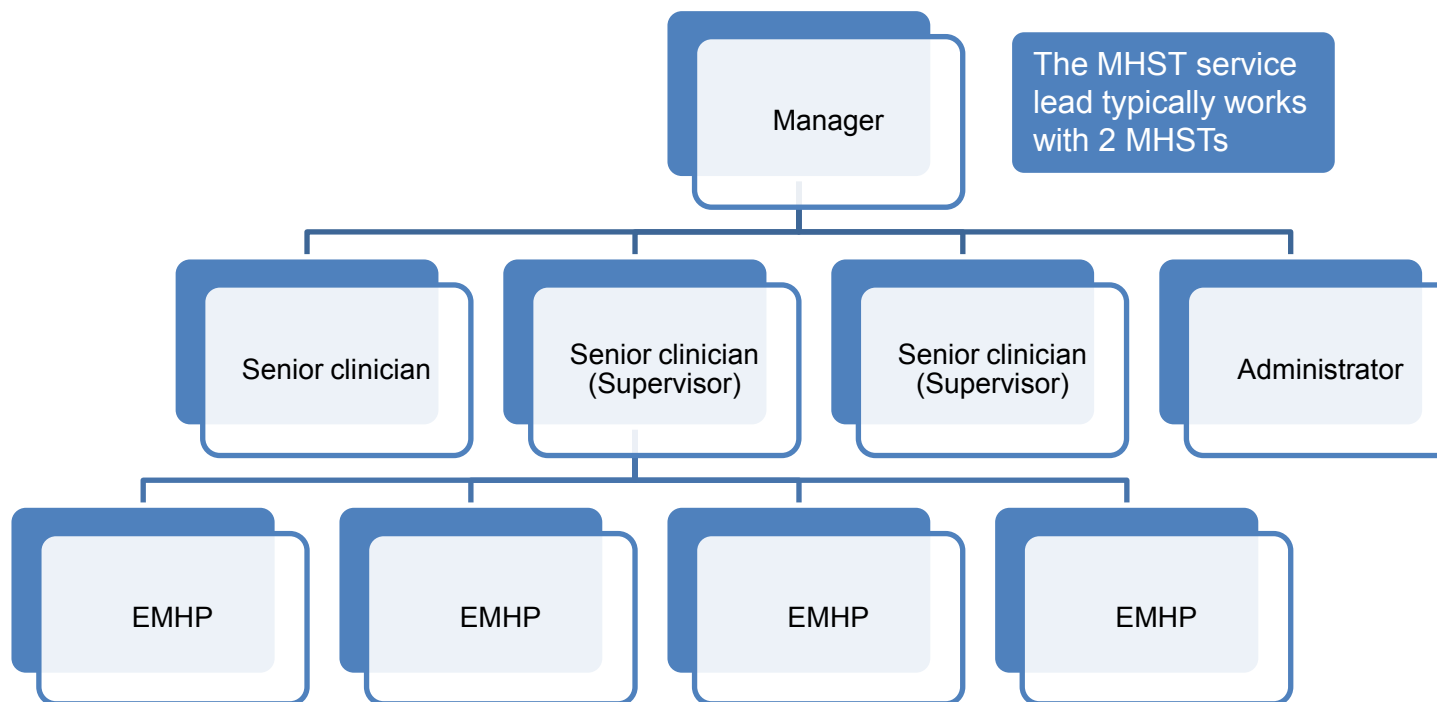 Manager
The MHST service
lead typically works
with 2 MHSTs
Senior clinician
Senior clinician
(Supervisor)
Senior clinician
(Supervisor)
Administrator
EMHP
EMHP
EMHP
EMHP